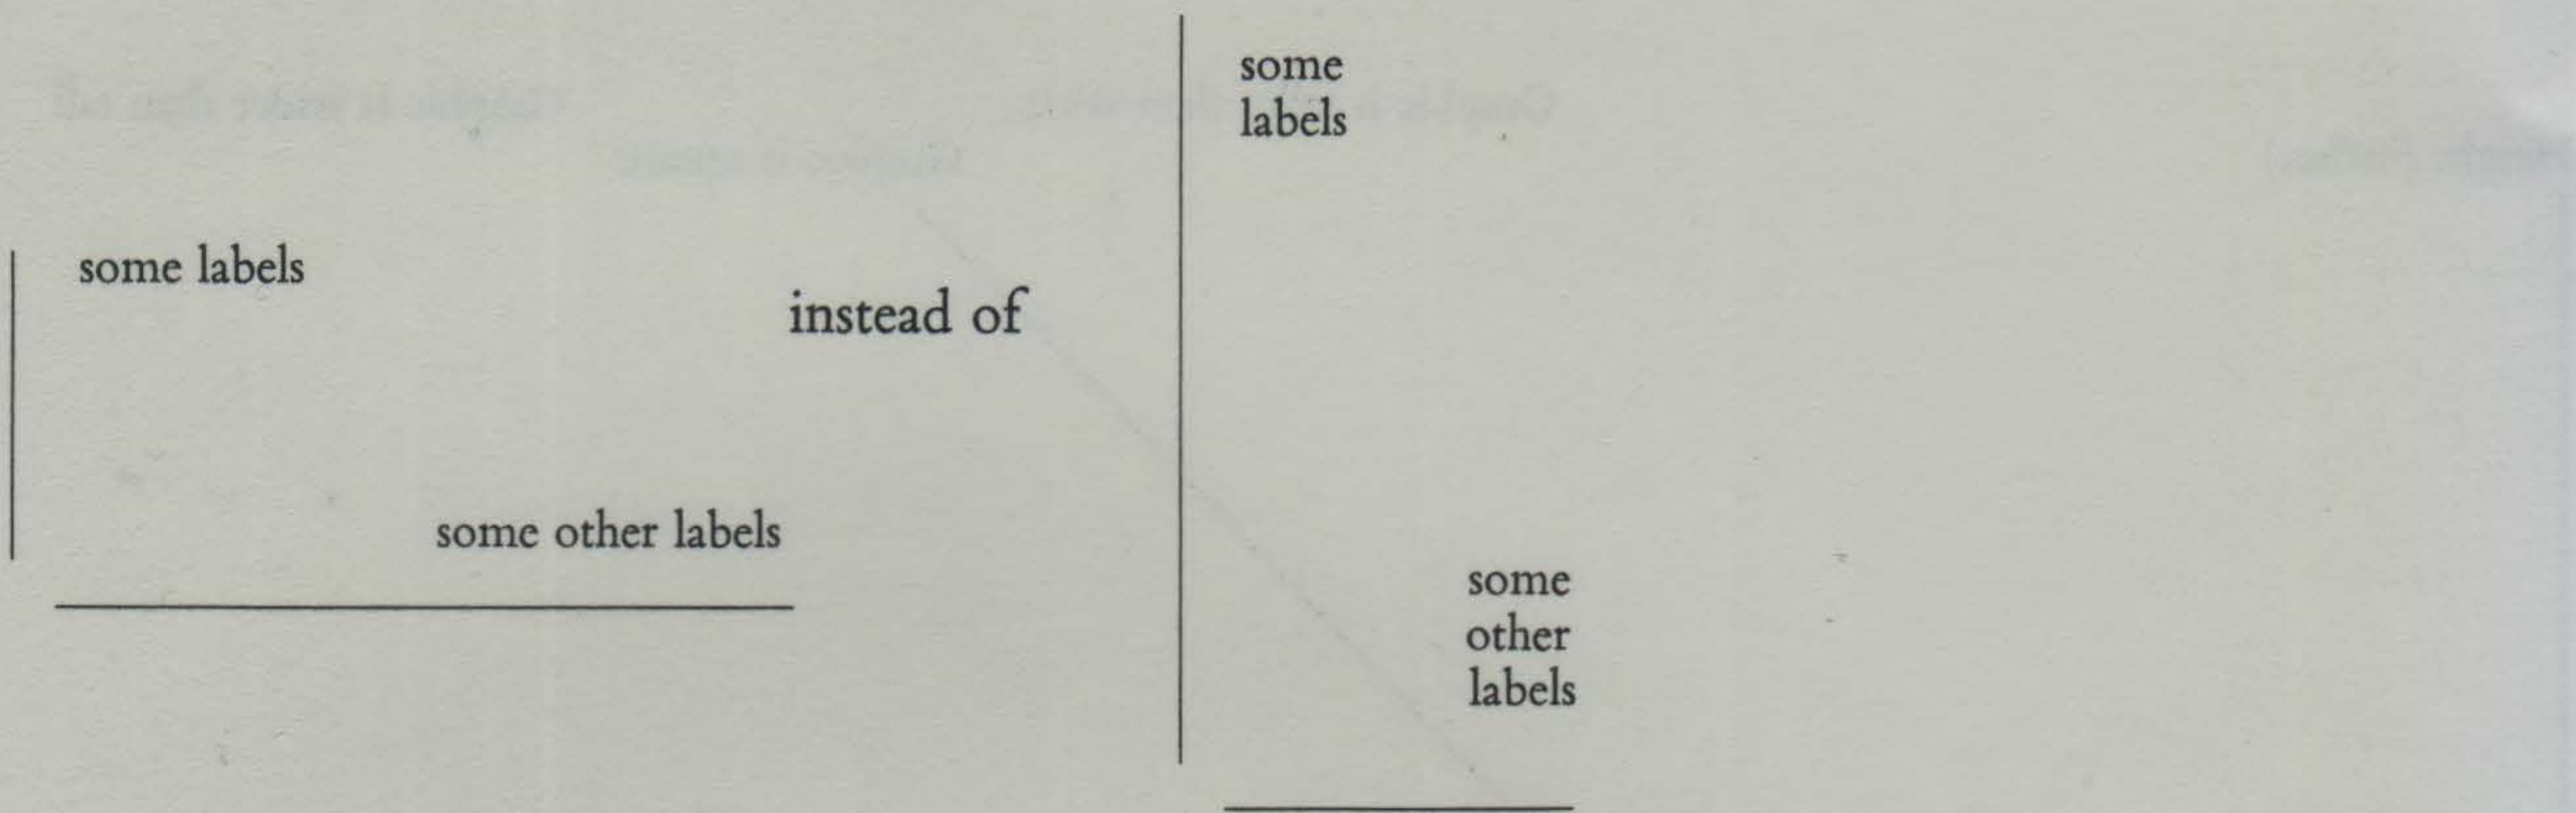 some labels
some other labels
instead of
some
labels
some
other
labels